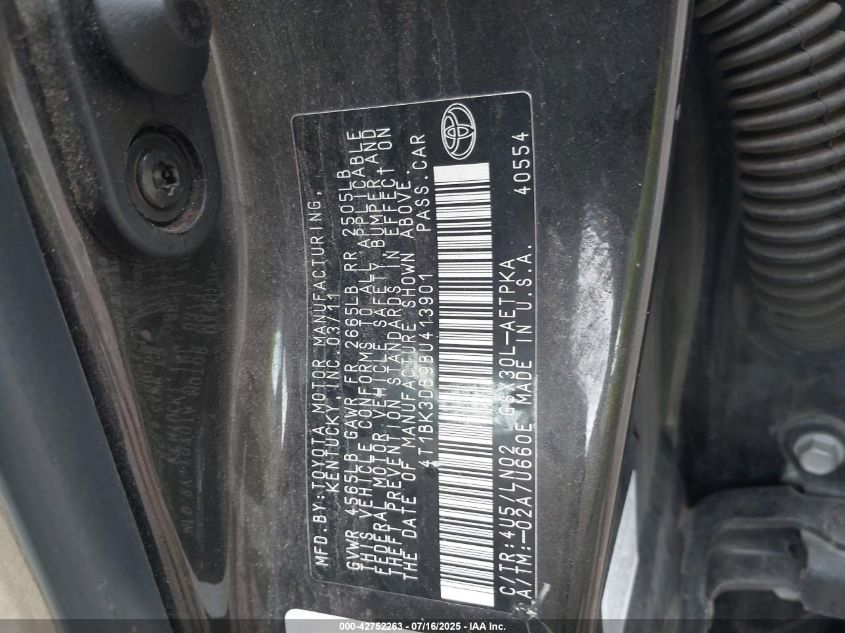 MFD.BY:TOYOTA MOTOR MANUFACTURING,
KENTUCKY, INC. 03/11
GVWR 4565LB GAWR FR 2665LB RR 2505LB
THIS VEHICLE CONFORMS TO ALL APPLICABLE
FEDERAL MOTOR VEHICLE SAFETY, BUMPER, AND
THEFT PREVENTION STANDARDS IN EFFECT ON
THE DATE OF MANUFACTURE SHOWN ABOVE.
4T1BK3DB9BU413901 PASS.CAR
C/TR:4U5/LN02 40554
A/TM:-02A/U660E GSX30L-AETPKA
MADE IN U.S.A.
000-42752263 - 07/16/2025 - IAA Inc.